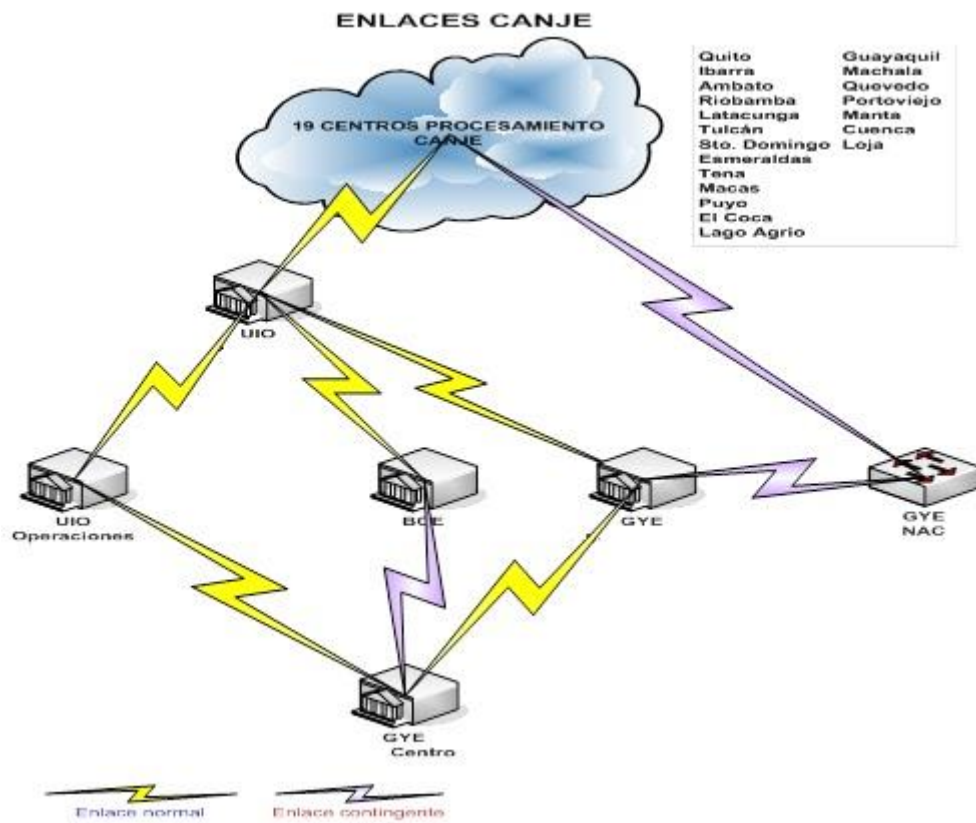 ENLACES CANJE
19 CENTROS PROCESAMIENTO
CANJE
Quito
Ibarra
Ambato
Riobamba
Latacunga
Tulcán
Sto. Domingo
Esmeraldas
Tena
Macas
Puyo
El Coca
Lago Agrio
Guayaquil
Machala
Quevedo
Portoviejo
Manta
Cuenca
Loja
UIO
UIO
Operaciones
BCE
GYE
GYE
NAC
GYE
Centro
Enlace normal
Enlace contingente